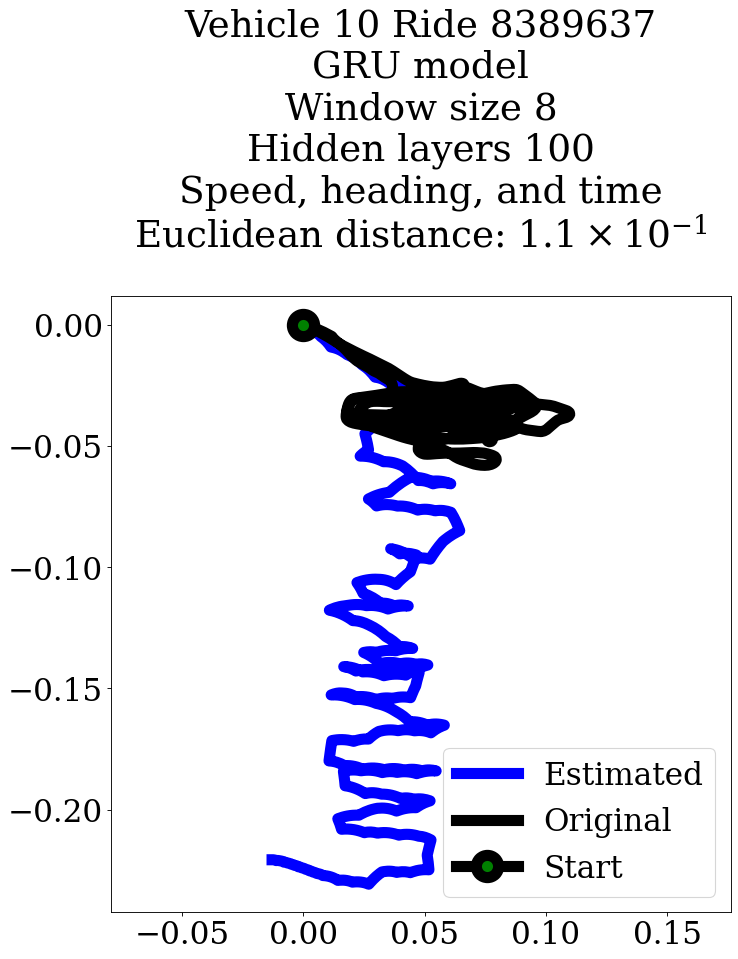 Vehicle 10 Ride 8389637
GRU model
Window size 8
Hidden layers 100
Speed, heading, and time
Euclidean distance: 1.1 × 10⁻¹
0.00
−0.05
−0.10
−0.15
−0.20
Estimated
Original
Start
−0.05 0.00 0.05 0.10 0.15